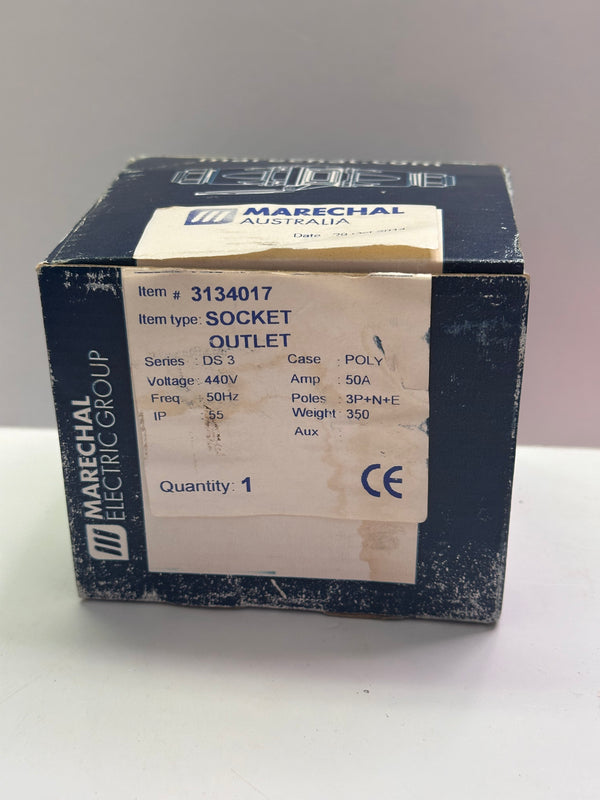 MARECHAL
AUSTRALIA
Date
Item # 3134017
Item type: SOCKET
OUTLET
Series : DS 3 Case : POLY
Voltage : 440V Amp : 50A
Freq : 50Hz Poles : 3P+N+E
IP : 55 Weight : 350
Aux
Quantity: 1 CE
MARECHAL
ELECTRIC GROUP